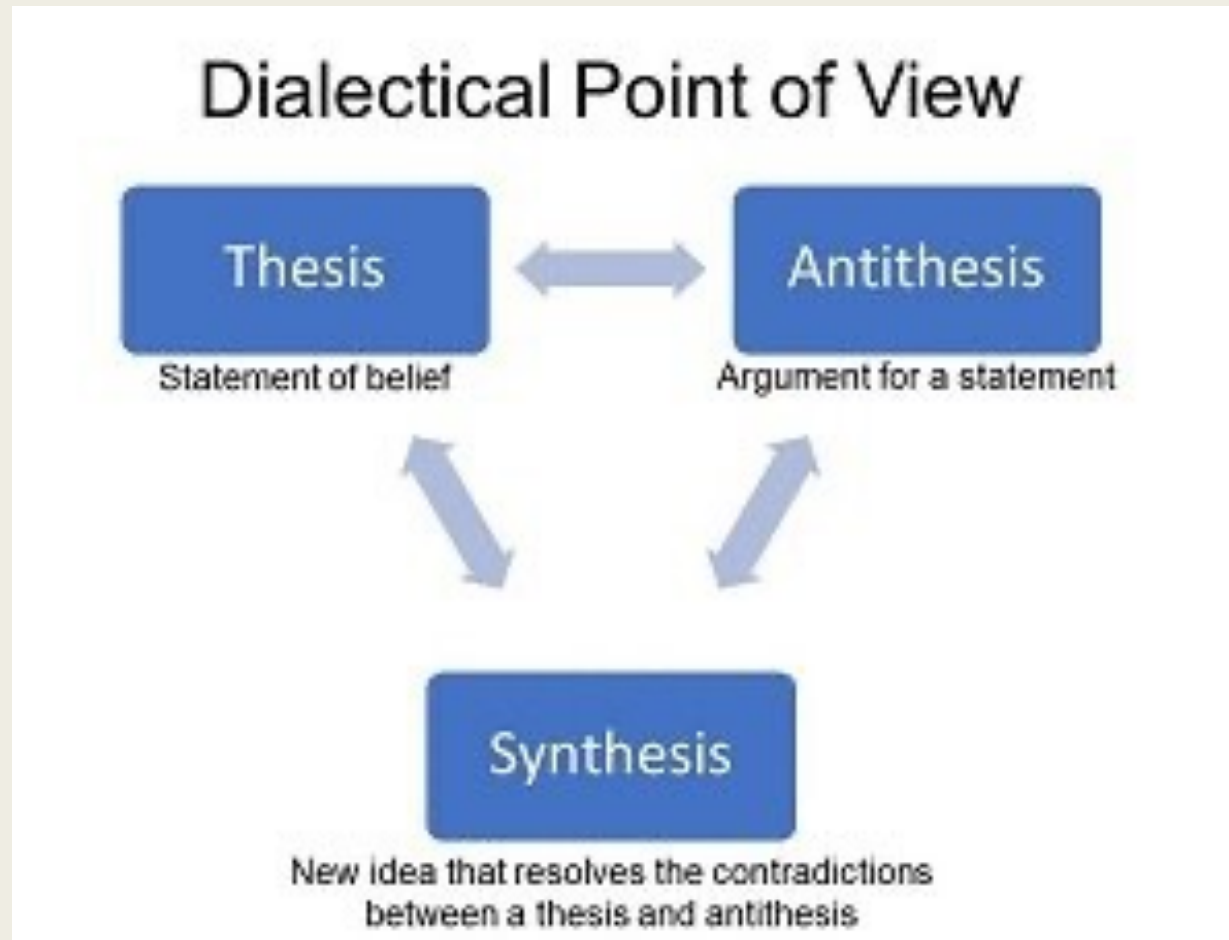 Dialectical Point of View
Thesis
Antithesis
Statement of belief
Argument for a statement
Synthesis
New idea that resolves the contradictions
between a thesis and antithesis